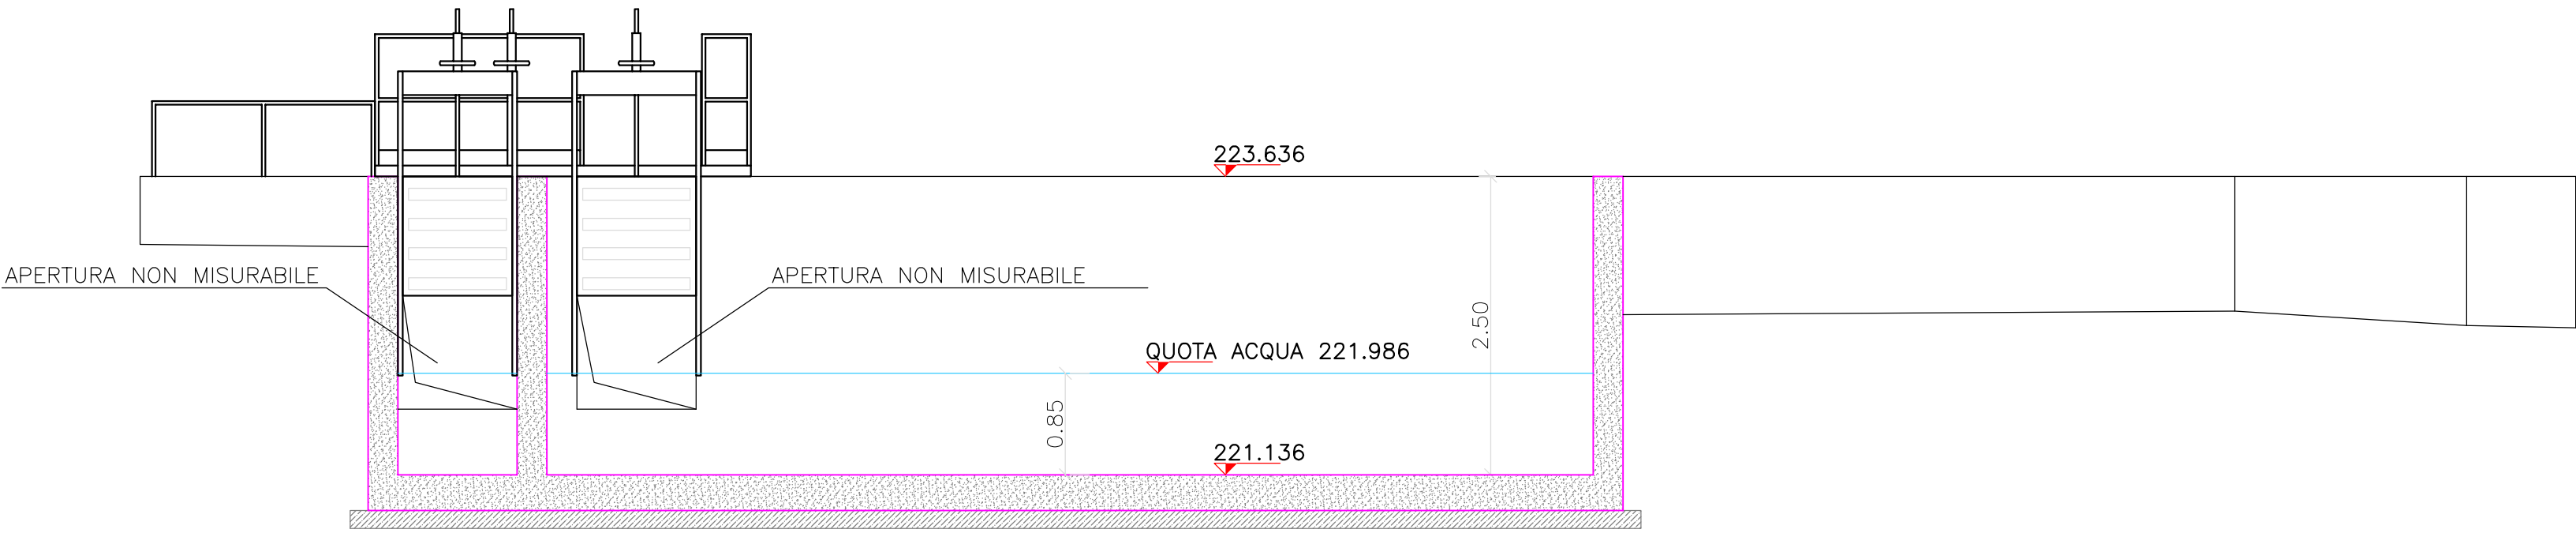 223.636
APERTURA NON MISURABILE
APERTURA NON MISURABILE
2.50
QUOTA ACQUA 221.986
0.85
221.136